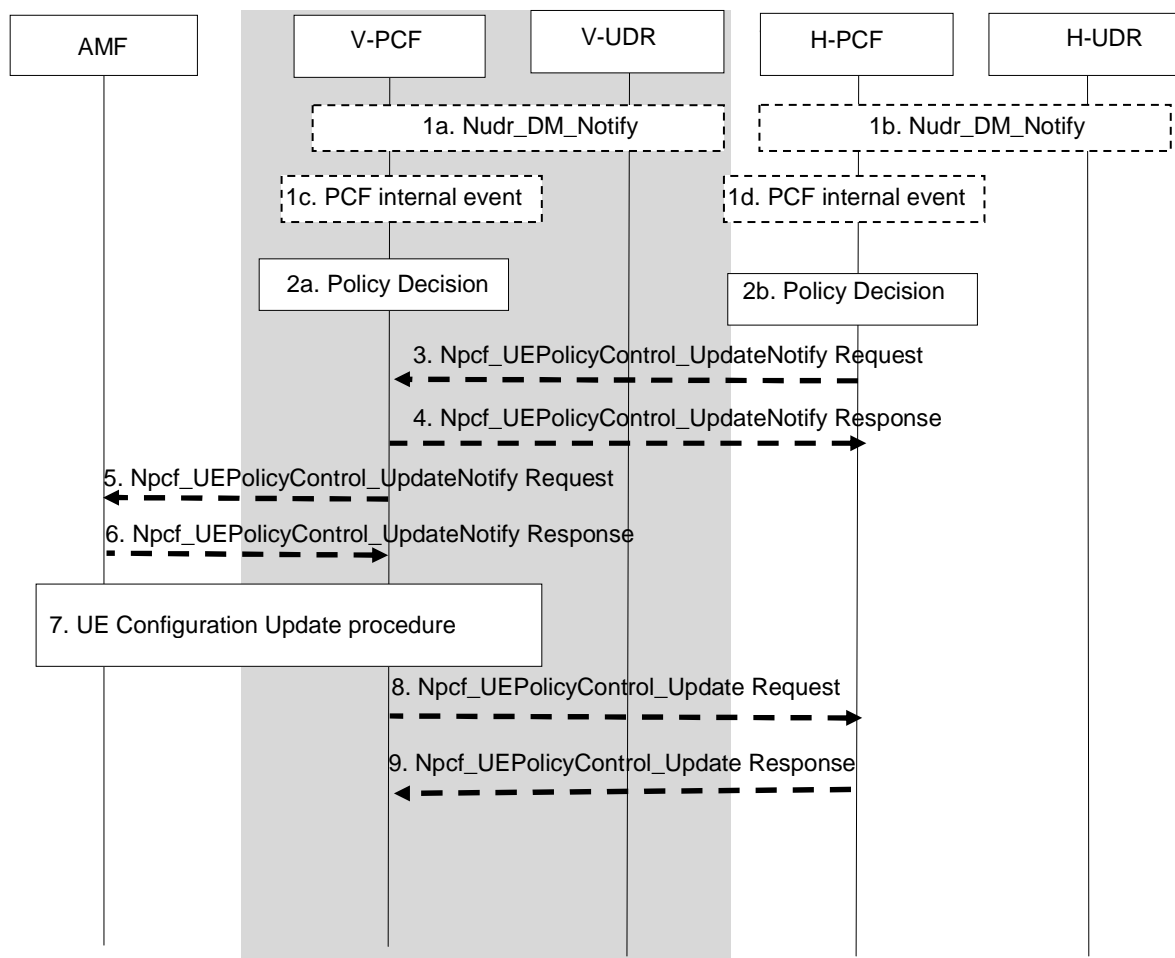 AMF
V-PCF
V-UDR
H-PCF
H-UDR
1a. Nudr_DM_Notify
1b. Nudr_DM_Notify
1c. PCF internal event
1d. PCF internal event
2a. Policy Decision
2b. Policy Decision
3. Npcf_UEPolicyControl_UpdateNotify Request
4. Npcf_UEPolicyControl_UpdateNotify Response
5. Npcf_UEPolicyControl_UpdateNotify Request
6. Npcf_UEPolicyControl_UpdateNotify Response
7. UE Configuration Update procedure
8. Npcf_UEPolicyControl_Update Request
9. Npcf_UEPolicyControl_Update Response